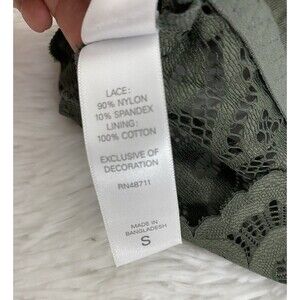 LACE:
90% NYLON
10% SPANDEX
LINING:
100% COTTON
EXCLUSIVE OF
DECORATION
RN48711
MADE IN
BANGLADESH
S